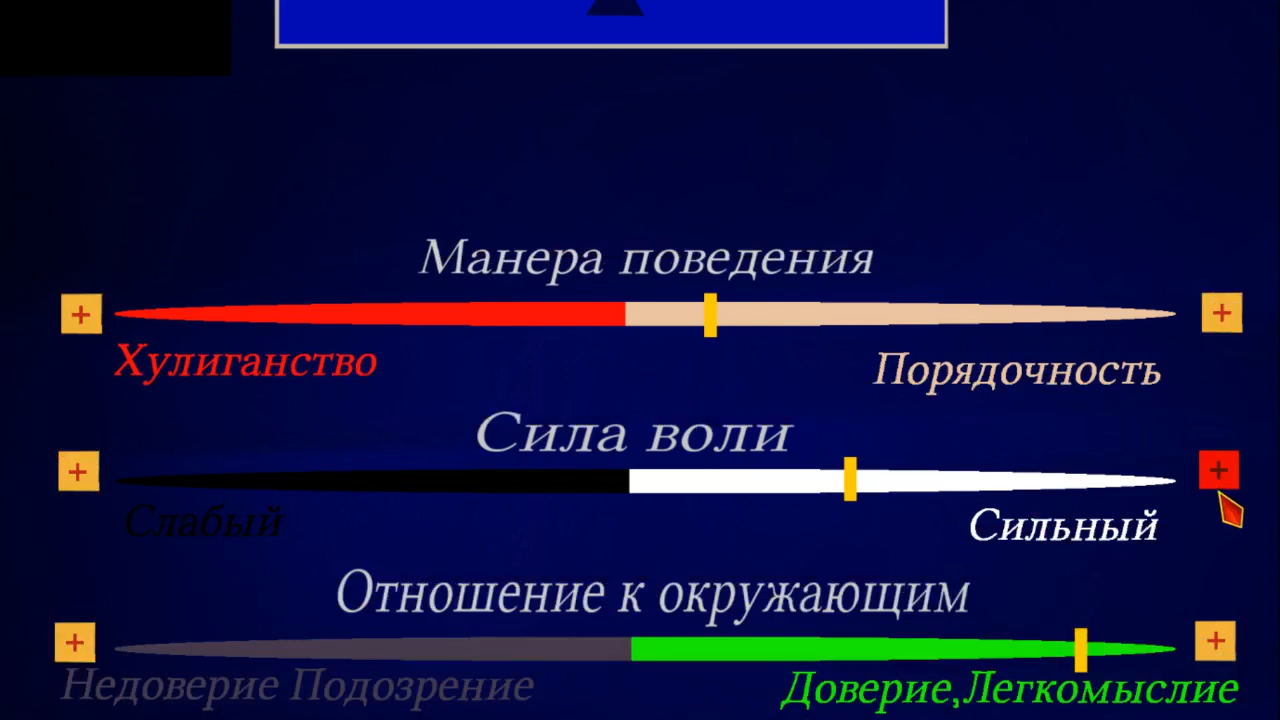 Манера поведения
+
+
Хулиганство
Порядочность
Сила воли
+
+
Слабый
Сильный
Отношение к окружающим
+
+
Недоверие Подозрение
Доверие,Легкомыслие